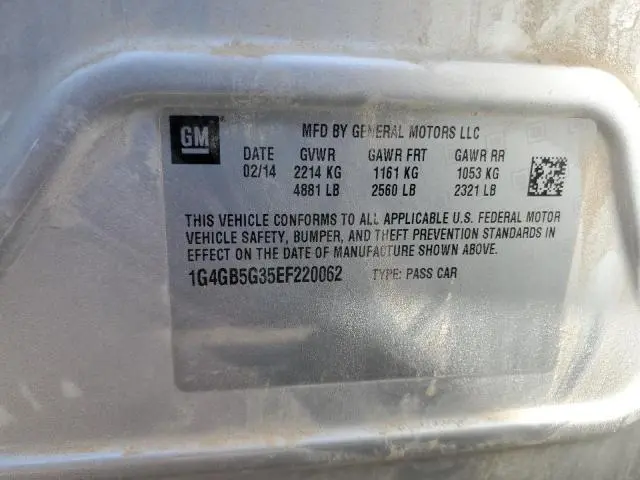 GM
MFD BY GENERAL MOTORS LLC
DATE GVWR GAWR FRT GAWR RR
02/14 2214 KG 1161 KG 1053 KG
4881 LB 2560 LB 2321 LB
THIS VEHICLE CONFORMS TO ALL APPLICABLE U.S. FEDERAL MOTOR
VEHICLE SAFETY, BUMPER, AND THEFT PREVENTION STANDARDS IN
EFFECT ON THE DATE OF MANUFACTURE SHOWN ABOVE.
1G4GB5G35EF220062 TYPE: PASS CAR